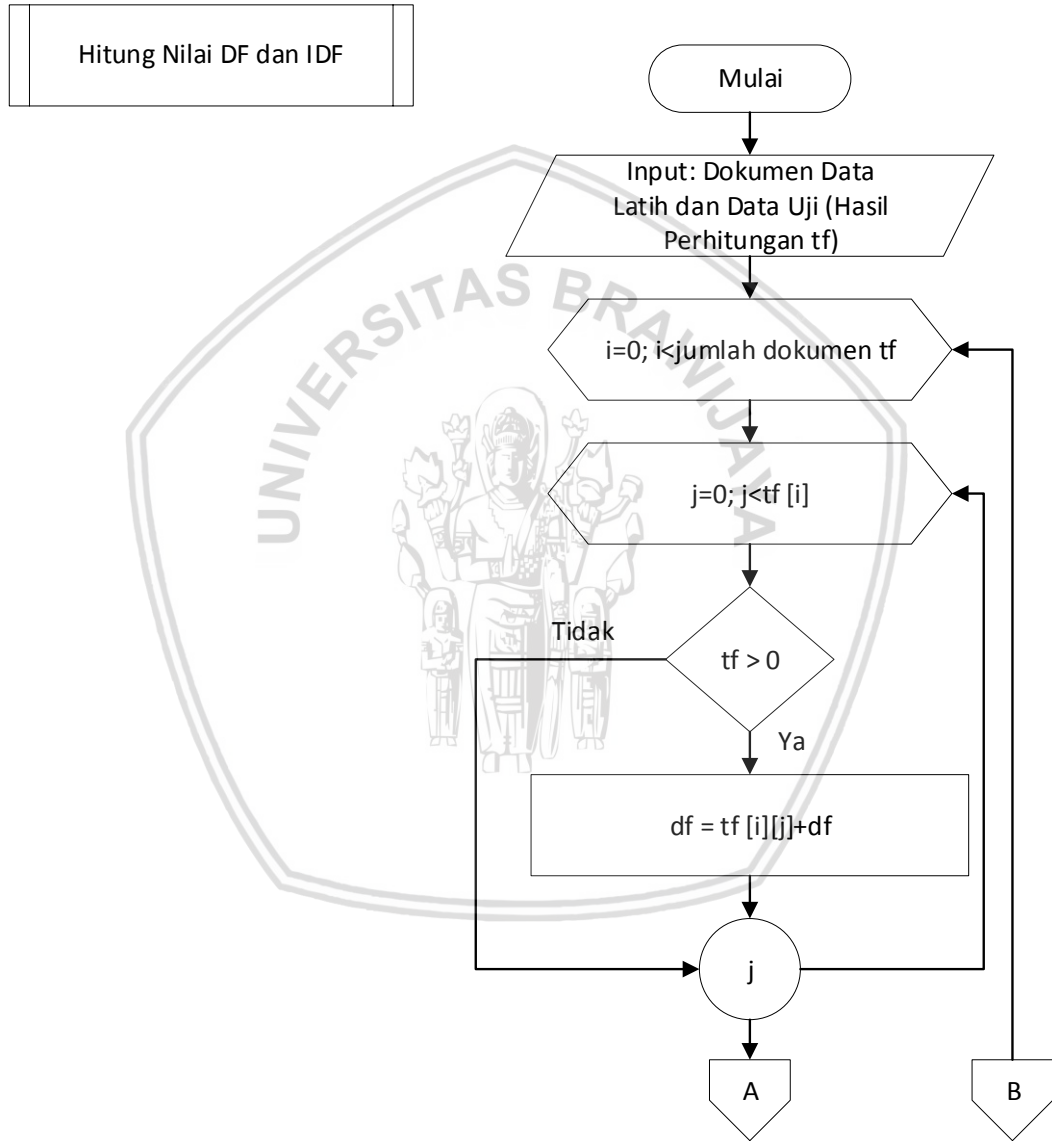 Hitung Nilai DF dan IDF
Mulai
Input: Dokumen Data
Latih dan Data Uji (Hasil
Perhitungan tf)
UNIVERSITAS BRAWIJAYA
i=0; i<jumlah dokumen tf
j=0; j<tf [i]
Tidak
tf > 0
Ya
df = tf [i][j]+df
j
A
B